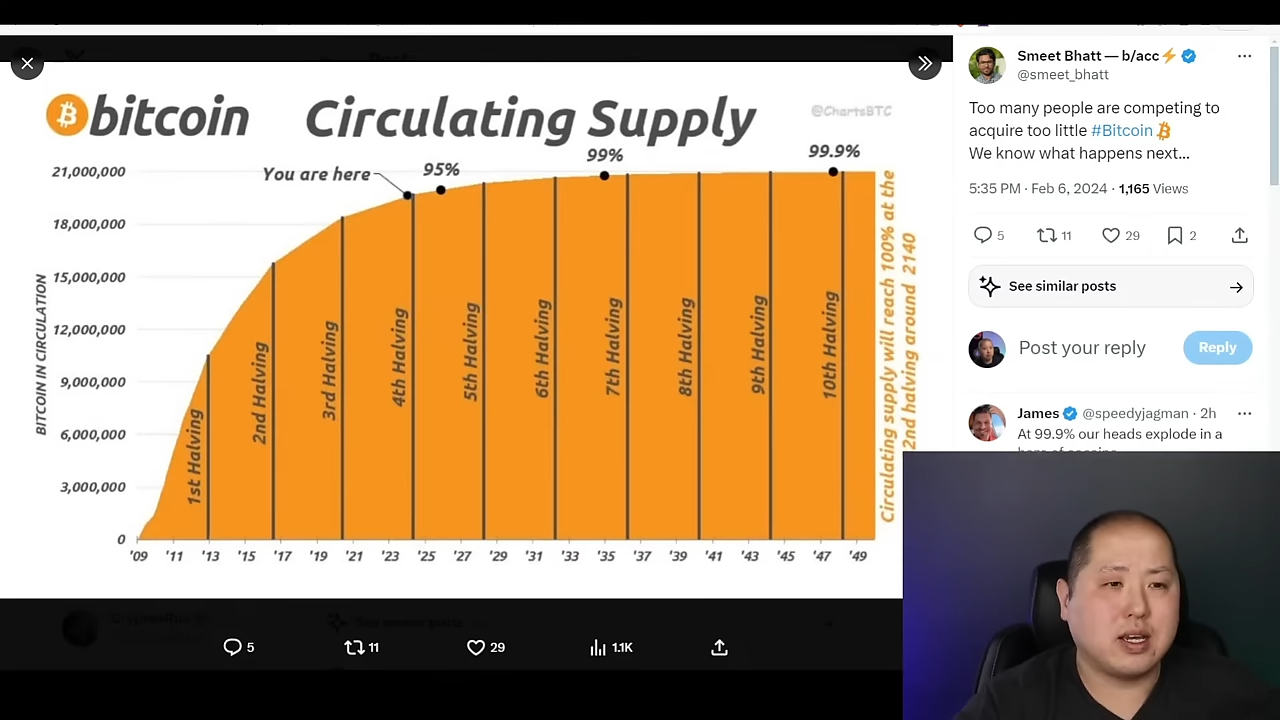 bitcoin
Circulating Supply
@ChartsBTC
You are here
95%
99%
99.9%
21,000,000
18,000,000
15,000,000
12,000,000
9,000,000
6,000,000
3,000,000
0
BITCOIN IN CIRCULATION
1st Halving
2nd Halving
3rd Halving
4th Halving
5th Halving
6th Halving
7th Halving
8th Halving
9th Halving
10th Halving
Circulating supply will reach 100% at the
2nd halving around 2140
'09 '11 '13 '15 '17 '19 '21 '23 '25 '27 '29 '31 '33 '35 '37 '39 '41 '43 '45 '47 '49
5 11 29 1.1K
Smeet Bhatt — b/acc⚡
@smeet_bhatt
Too many people are competing to
acquire too little #Bitcoin
We know what happens next...
5:35 PM · Feb 6, 2024 · 1,165 Views
5 11 29 2
See similar posts
Post your reply
Reply
James @speedyjagman · 2h
At 99.9% our heads explode in a